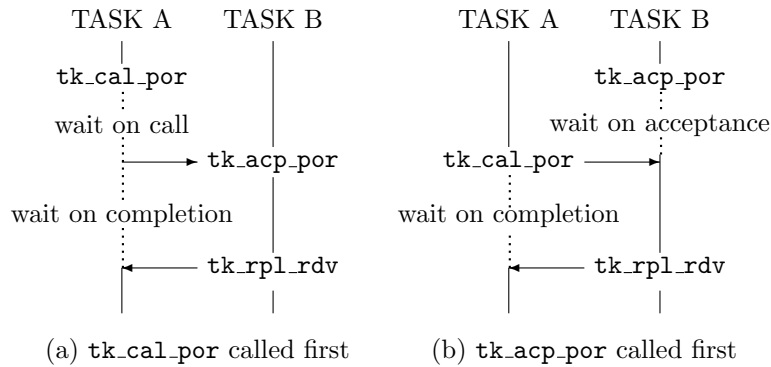 TASK A TASK B
tk_cal_por
wait on call
tk_acp_por
wait on completion
tk_rpl_rdv
(a) tk_cal_por called first
TASK A TASK B
tk_acp_por
wait on acceptance
tk_cal_por
wait on completion
tk_rpl_rdv
(b) tk_acp_por called first